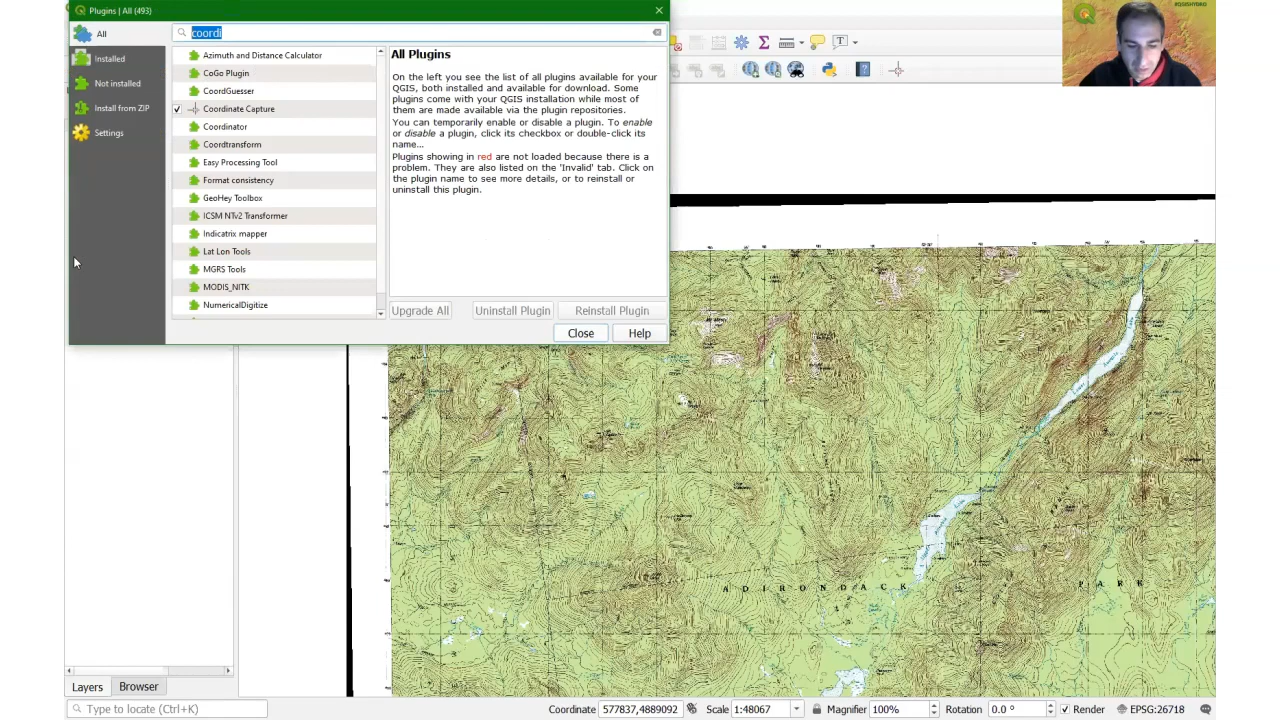 Plugins | All (493)
#QGISHYDRO
All
coordi
Installed
Not installed
Install from ZIP
Settings
Azimuth and Distance Calculator
CoGo Plugin
CoordGuesser
Coordinate Capture
Coordinator
Coordtransform
Easy Processing Tool
Format consistency
GeoHey Toolbox
ICSM NTv2 Transformer
Indicatrix mapper
Lat Lon Tools
MGRS Tools
MODIS_NITK
NumericalDigitize
All Plugins
On the left you see the list of all plugins available for your
QGIS, both installed and available for download. Some
plugins come with your QGIS installation while most of
them are made available via the plugin repositories.
You can temporarily enable or disable a plugin. To enable
or disable a plugin, click its checkbox or double-click its
name...
Plugins showing in red are not loaded because there is a
problem. They are also listed on the 'Invalid' tab. Click on
the plugin name to see more details, or to reinstall or
uninstall this plugin.
Upgrade All
Uninstall Plugin
Reinstall Plugin
Close
Help
ADIRONDACK PARK
Layers
Browser
Type to locate (Ctrl+K)
Coordinate 577837,4889092
Scale 1:48067
Magnifier 100%
Rotation 0.0 °
Render
EPSG:26718